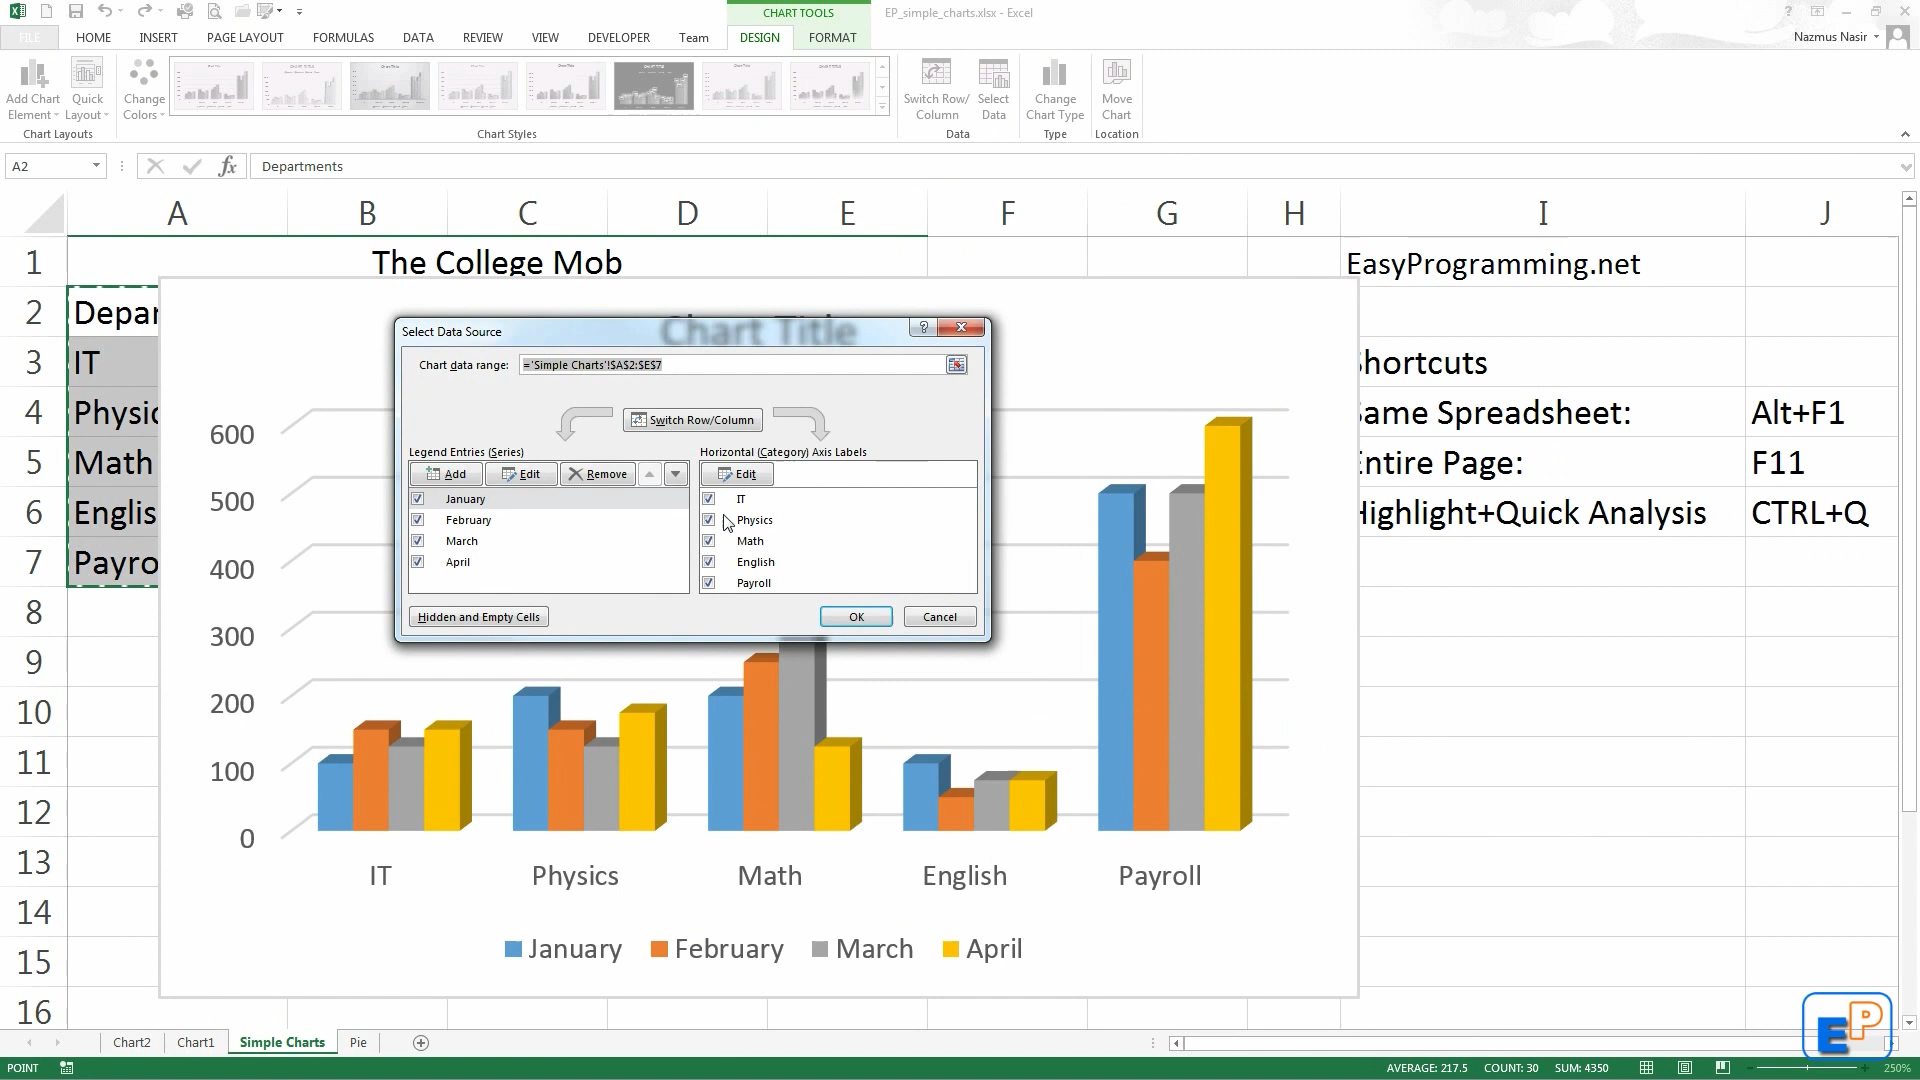 CHART TOOLS
EP_simple_charts.xlsx - Excel
FILE HOME INSERT PAGE LAYOUT FORMULAS DATA REVIEW VIEW DEVELOPER Team DESIGN FORMAT
Nazmus Nasir
Add Chart Element
Quick Layout
Change Colors
Switch Row/ Column
Select Data
Change Chart Type
Move Chart
Chart Layouts
Chart Styles
Data
Type
Location
A2
fx
Departments
A B C D E F G H I J
1 The College Mob EasyProgramming.net
2 Depar
3 IT hortcuts
4 Physic ame Spreadsheet: Alt+F1
5 Math ntire Page: F11
6 Englis Highlight+Quick Analysis CTRL+Q
7 Payro
8
9
10
11
12
13
14
15
16
Chart Title
Select Data Source
?
Chart data range: ='Simple Charts'!$A$2:$E$7
Switch Row/Column
Legend Entries (Series)
Add Edit Remove
January
February
March
April
Horizontal (Category) Axis Labels
Edit
IT
Physics
Math
English
Payroll
Hidden and Empty Cells
OK
Cancel
600
500
400
300
200
100
0
IT Physics Math English Payroll
January February March April
Chart2 Chart1 Simple Charts Pie
EP
POINT
AVERAGE: 217.5 COUNT: 30 SUM: 4350
250%